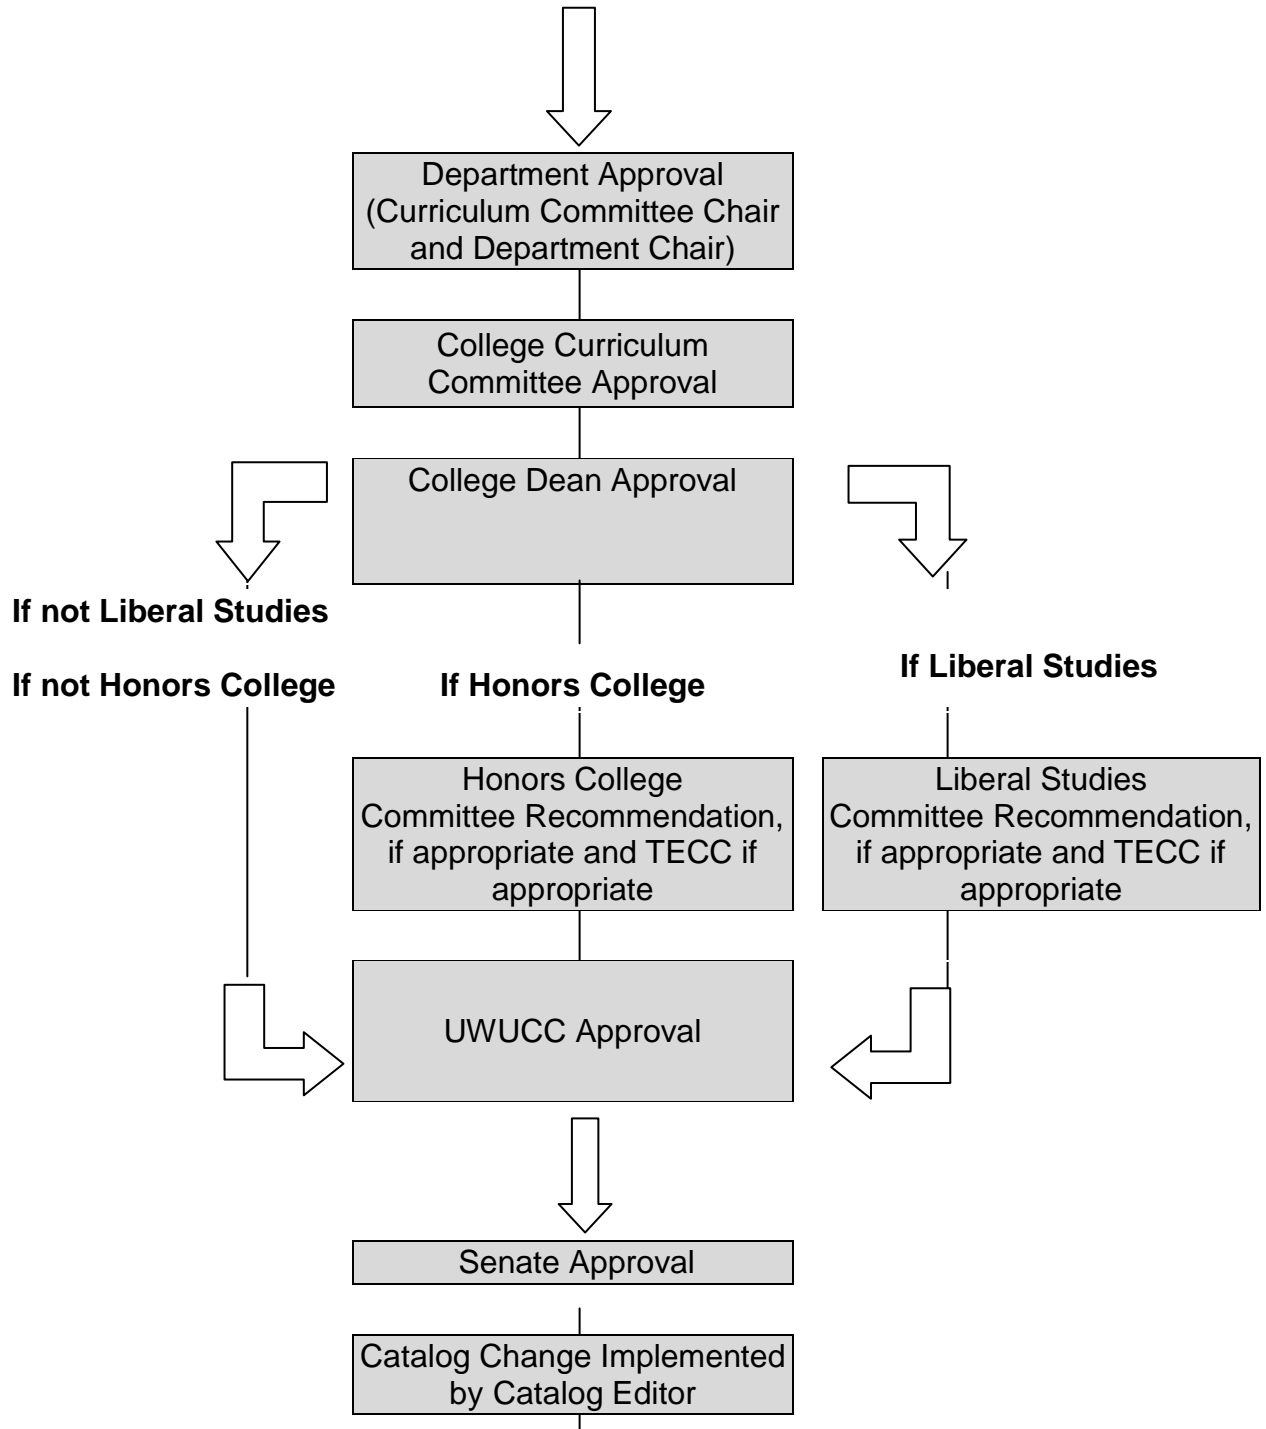 Department Approval
(Curriculum Committee Chair
and Department Chair)
College Curriculum
Committee Approval
College Dean Approval
If not Liberal Studies
If not Honors College
If Honors College
If Liberal Studies
Honors College
Committee Recommendation,
if appropriate and TECC if
appropriate
Liberal Studies
Committee Recommendation,
if appropriate and TECC if
appropriate
UWUCC Approval
Senate Approval
Catalog Change Implemented
by Catalog Editor